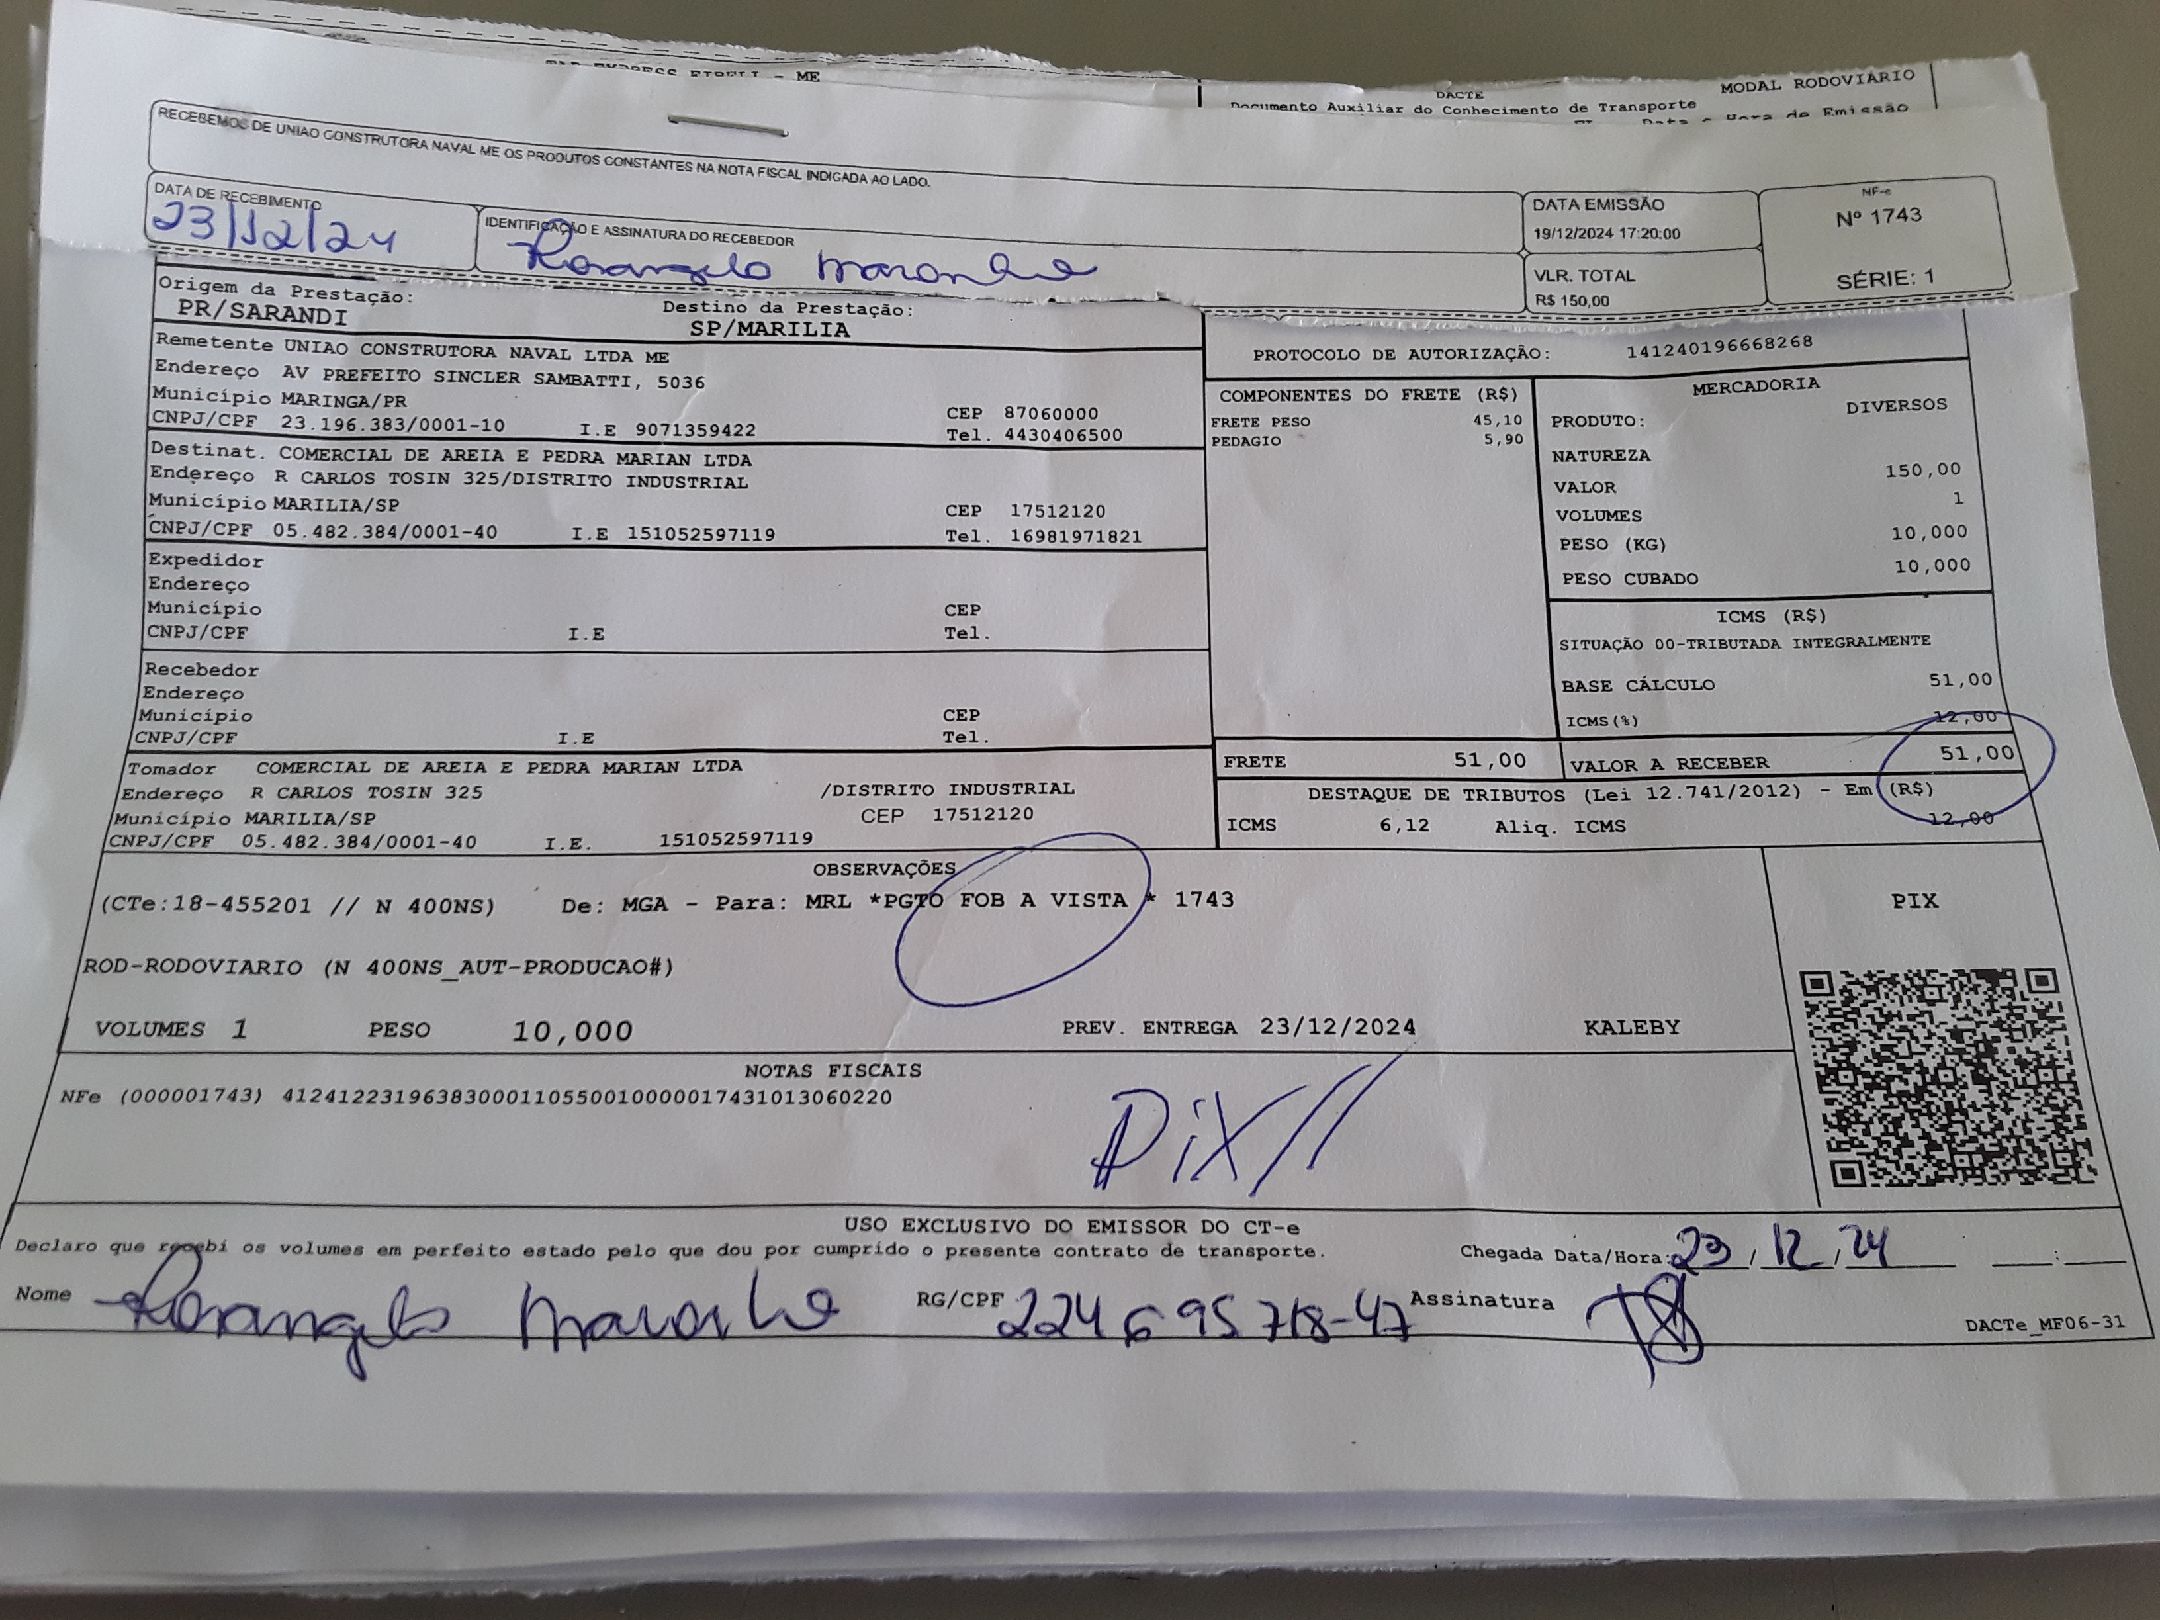 EXPRESS EIRELI - ME
DACTE
MODAL RODOVIÁRIO
Documento Auxiliar do Conhecimento de Transporte
Data e Hora de Emissão
RECEBEMOS DE UNIAO CONSTRUTORA NAVAL ME OS PRODUTOS CONSTANTES NA NOTA FISCAL INDIGADA AO LADO.
DATA DE RECEBIMENTO
23/12/24
IDENTIFICAÇÃO E ASSINATURA DO RECEBEDOR
Rosangela Maranho
DATA EMISSÃO
19/12/2024 17:20:00
VLR. TOTAL
R$ 150,00
NF-e
Nº 1743
SÉRIE: 1
Origem da Prestação:
PR/SARANDI
Destino da Prestação:
SP/MARILIA
Remetente UNIAO CONSTRUTORA NAVAL LTDA ME
Endereço AV PREFEITO SINCLER SAMBATTI, 5036
Município MARINGA/PR
CEP 87060000
CNPJ/CPF 23.196.383/0001-10 I.E 9071359422 Tel. 4430406500
Destinat. COMERCIAL DE AREIA E PEDRA MARIAN LTDA
Endereço R CARLOS TOSIN 325/DISTRITO INDUSTRIAL
Município MARILIA/SP CEP 17512120
CNPJ/CPF 05.482.384/0001-40 I.E 151052597119 Tel. 16981971821
Expedidor
Endereço
Município CEP
CNPJ/CPF I.E Tel.
Recebedor
Endereço
Município CEP
CNPJ/CPF I.E Tel.
Tomador COMERCIAL DE AREIA E PEDRA MARIAN LTDA
Endereço R CARLOS TOSIN 325 /DISTRITO INDUSTRIAL
Município MARILIA/SP CEP 17512120
CNPJ/CPF 05.482.384/0001-40 I.E. 151052597119
PROTOCOLO DE AUTORIZAÇÃO: 141240196668268
COMPONENTES DO FRETE (R$)
FRETE PESO 45,10
PEDAGIO 5,90
MERCADORIA
PRODUTO: DIVERSOS
NATUREZA
VALOR 150,00
VOLUMES 1
PESO (KG) 10,000
PESO CUBADO 10,000
ICMS (R$)
SITUAÇÃO 00-TRIBUTADA INTEGRALMENTE
BASE CÁLCULO 51,00
ICMS(%) 12,00
FRETE 51,00 VALOR A RECEBER 51,00
DESTAQUE DE TRIBUTOS (Lei 12.741/2012) - Em (R$)
ICMS 6,12 Aliq. ICMS 12,00
OBSERVAÇÕES
(CTe:18-455201 // N 400NS) De: MGA - Para: MRL *PGTO FOB A VISTA * 1743
ROD-RODOVIARIO (N 400NS_AUT-PRODUCAO#)
VOLUMES 1 PESO 10,000 PREV. ENTREGA 23/12/2024 KALEBY
PIX
NOTAS FISCAIS
NFe (000001743) 41241223196383000110550010000017431013060220
PiX//
USO EXCLUSIVO DO EMISSOR DO CT-e
Declaro que recebi os volumes em perfeito estado pelo que dou por cumprido o presente contrato de transporte.
Chegada Data/Hora: 23/12/24 :
Nome Rosangela Maranho RG/CPF 224695718-47 Assinatura
DACTe_MF06-31